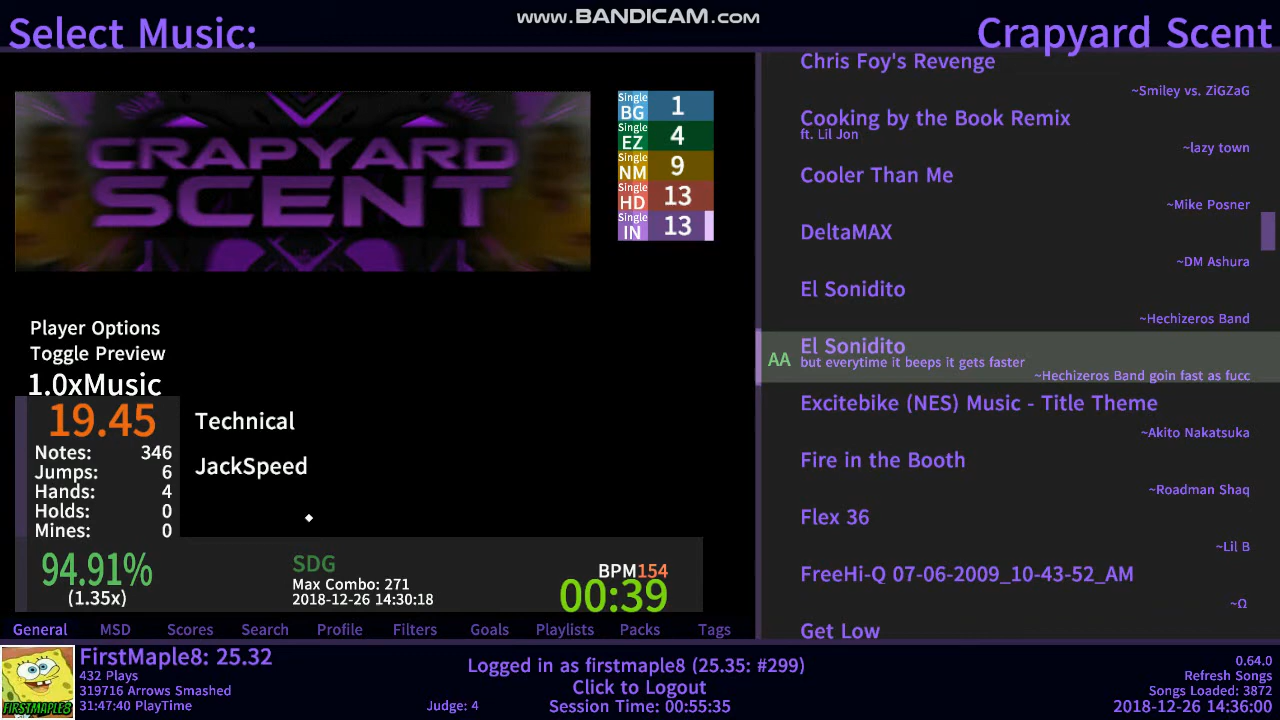 www.BANDICAM.com
Select Music:
Crapyard Scent
CRAPYARD
SCENT
Single
BG 1
Single
EZ 4
Single
NM 9
Single
HD 13
Single
IN 13
Player Options
Toggle Preview
1.0xMusic
19.45
Notes: 346
Jumps: 6
Hands: 4
Holds: 0
Mines: 0
Technical
JackSpeed
94.91%
(1.35x)
SDG
Max Combo: 271
2018-12-26 14:30:18
BPM154
00:39
Chris Foy's Revenge
~Smiley vs. ZiGZaG
Cooking by the Book Remix
ft. Lil Jon
~lazy town
Cooler Than Me
~Mike Posner
DeltaMAX
~DM Ashura
El Sonidito
~Hechizeros Band
AA El Sonidito
but everytime it beeps it gets faster
~Hechizeros Band goin fast as fucc
Excitebike (NES) Music - Title Theme
~Akito Nakatsuka
Fire in the Booth
~Roadman Shaq
Flex 36
~Lil B
FreeHi-Q 07-06-2009_10-43-52_AM
~Ω
Get Low
General MSD Scores Search Profile Filters Goals Playlists Packs Tags
FIRSTMAPLE8
FirstMaple8: 25.32
432 Plays
319716 Arrows Smashed
31:47:40 PlayTime
Judge: 4
Logged in as firstmaple8 (25.35: #299)
Click to Logout
Session Time: 00:55:35
0.64.0
Refresh Songs
Songs Loaded: 3872
2018-12-26 14:36:00